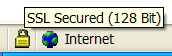 SSL Secured (128 Bit)
Internet